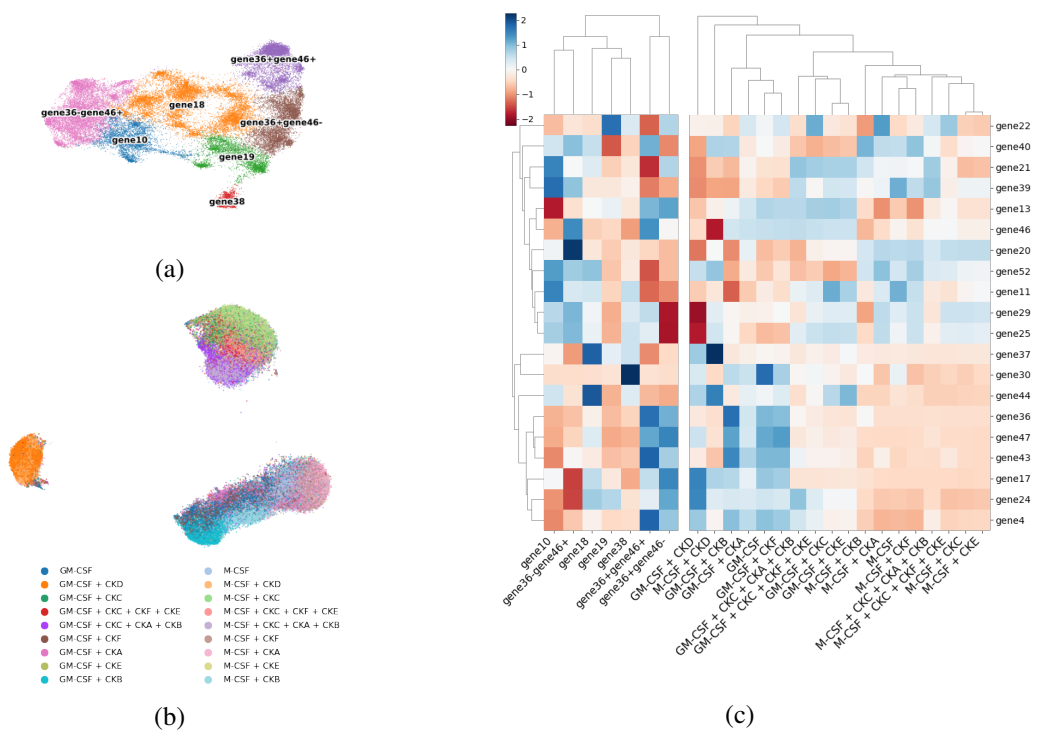 gene36+gene46+
gene18
gene36-gene46+
gene36+gene46-
gene10
gene19
gene38
(a)
GM-CSF
GM-CSF + CKD
GM-CSF + CKC
GM-CSF + CKC + CKF + CKE
GM-CSF + CKC + CKA + CKB
GM-CSF + CKF
GM-CSF + CKA
GM-CSF + CKE
GM-CSF + CKB
M-CSF
M-CSF + CKD
M-CSF + CKC
M-CSF + CKC + CKF + CKE
M-CSF + CKC + CKA + CKB
M-CSF + CKF
M-CSF + CKA
M-CSF + CKE
M-CSF + CKB
(b)
2
1
0
−1
−2
gene22
gene40
gene21
gene39
gene13
gene46
gene20
gene52
gene11
gene29
gene25
gene37
gene30
gene44
gene36
gene47
gene43
gene17
gene24
gene4
gene10
gene36-gene46+
gene18
gene19
gene38
gene36+gene46+
gene36+gene46-
GM-CSF + CKD
M-CSF + CKD
GM-CSF + CKB
GM-CSF + CKA
GM-CSF
GM-CSF + CKF
GM-CSF + CKC + CKA + CKB
GM-CSF + CKC + CKF + CKE
GM-CSF + CKC
GM-CSF + CKE
M-CSF + CKB
M-CSF + CKA
M-CSF
M-CSF + CKF
M-CSF + CKC + CKA + CKB
M-CSF + CKC + CKF + CKE
M-CSF + CKC
M-CSF + CKE
(c)